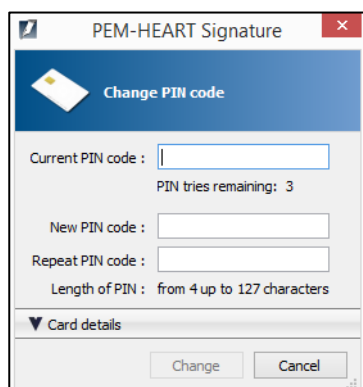 PEM-HEART Signature
Change PIN code
Current PIN code :
PIN tries remaining: 3
New PIN code :
Repeat PIN code :
Length of PIN : from 4 up to 127 characters
Card details
Change Cancel